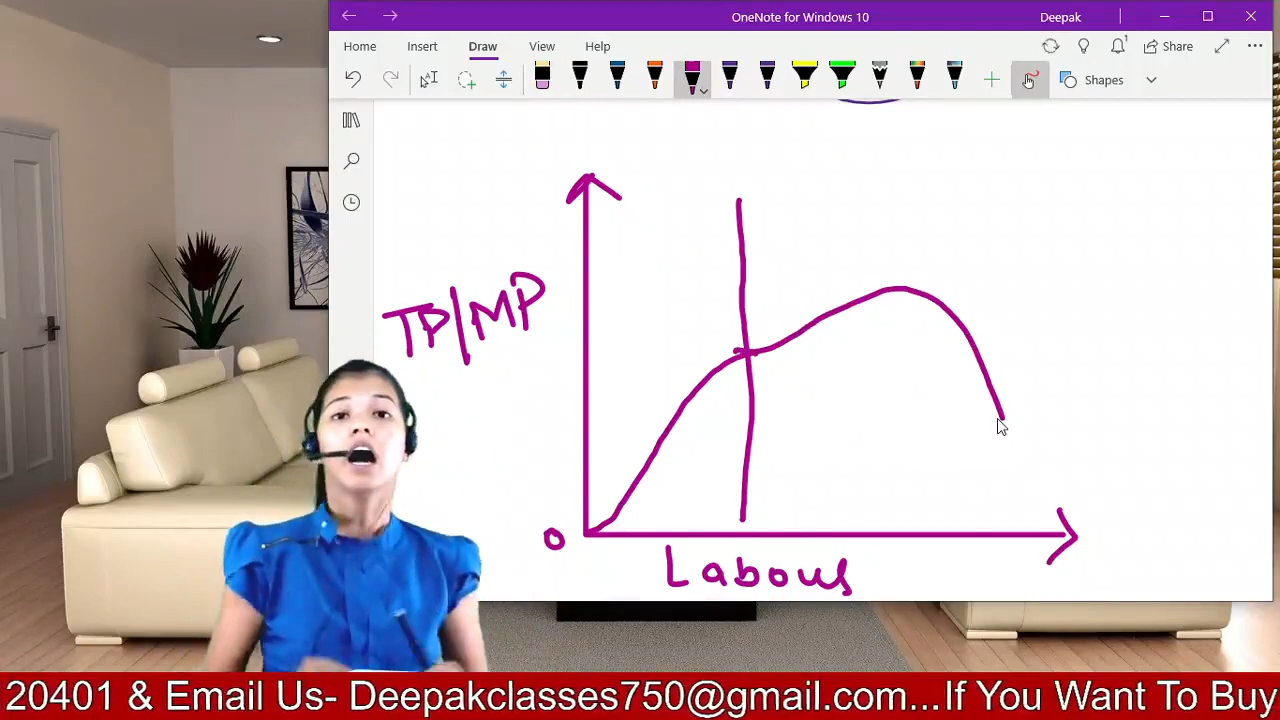 OneNote for Windows 10
Deepak
Home Insert Draw View Help
Share
Shapes
TP/MP
0
Labour
20401 & Email Us- Deepakclasses750@gmail.com...If You Want To Buy